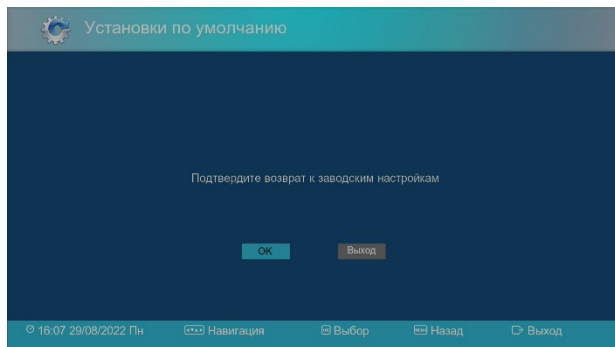 Установки по умолчанию
Подтвердите возврат к заводским настройкам
OK Выход
16:07 29/08/2022 Пн Навигация Выбор Назад Выход